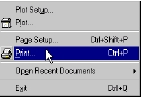 Plot Setup...
Plot...
Page Setup... Ctrl+Shift+P
Print... Ctrl+P
Open Recent Documents
Exit Ctrl+Q